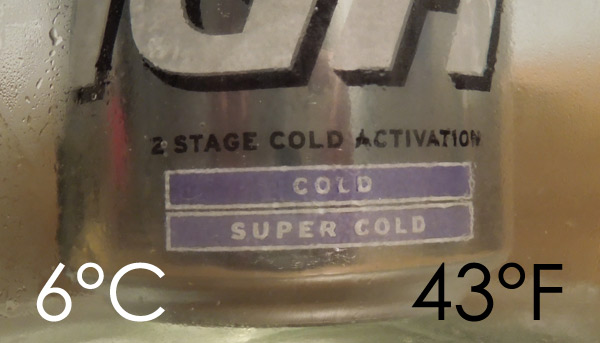 2 STAGE COLD ACTIVATION
COLD
SUPER COLD
6°C 43°F